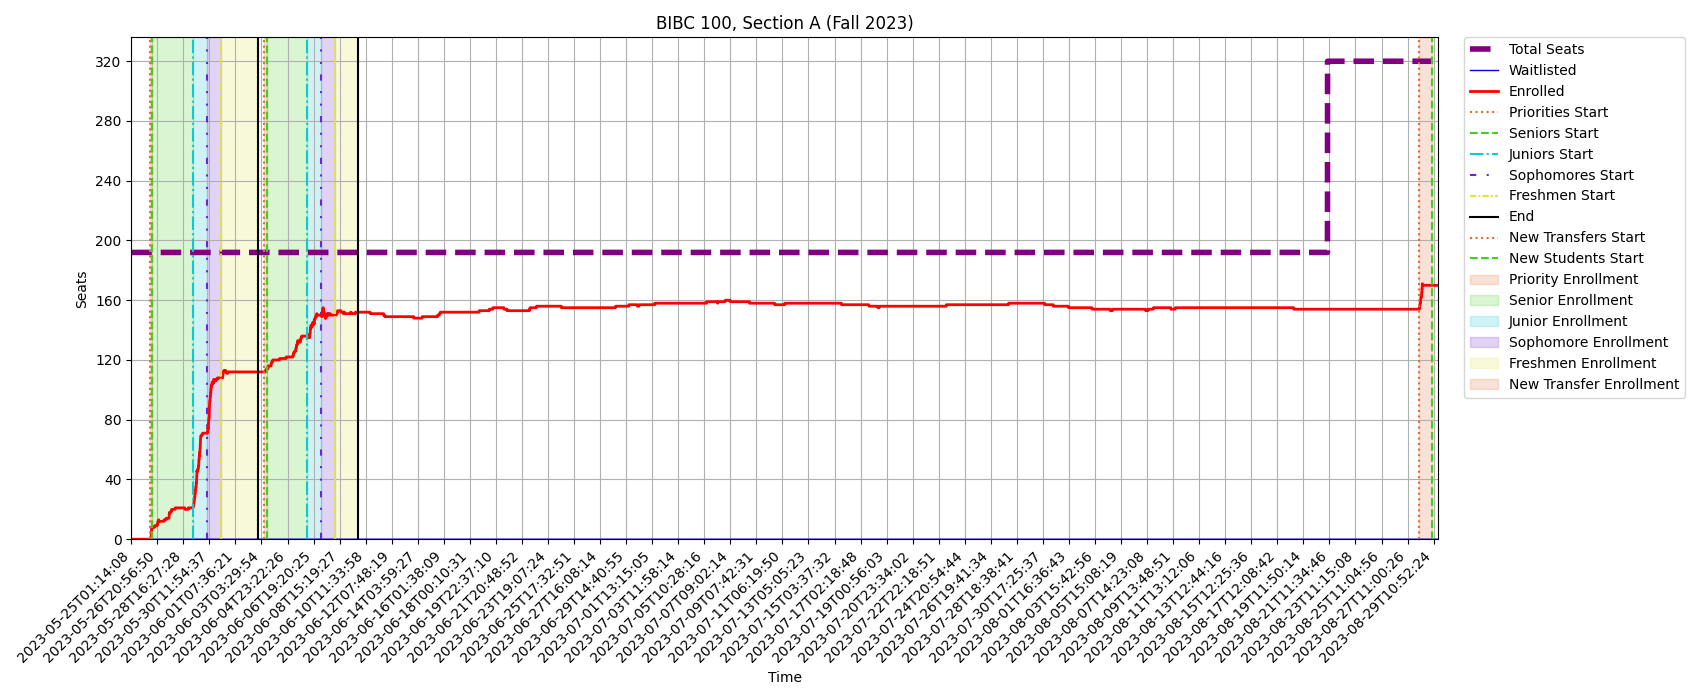 BIBC 100, Section A (Fall 2023)
Seats
320
280
240
200
160
120
80
40
0
2023-05-25T01:14:08
2023-05-26T20:56:50
2023-05-28T16:27:28
2023-05-30T11:54:37
2023-06-01T07:36:21
2023-06-03T03:29:54
2023-06-04T23:22:26
2023-06-06T19:20:25
2023-06-08T15:19:27
2023-06-10T11:33:58
2023-06-12T07:48:19
2023-06-14T03:59:27
2023-06-16T01:38:09
2023-06-18T00:10:31
2023-06-19T22:37:10
2023-06-21T20:48:52
2023-06-23T19:07:24
2023-06-25T17:32:51
2023-06-27T16:08:14
2023-06-29T14:40:55
2023-07-01T13:15:05
2023-07-03T11:58:14
2023-07-05T10:28:16
2023-07-07T09:02:14
2023-07-09T07:42:31
2023-07-11T06:19:50
2023-07-13T05:05:23
2023-07-15T03:37:32
2023-07-17T02:18:48
2023-07-19T00:56:03
2023-07-20T23:34:02
2023-07-22T22:18:51
2023-07-24T20:54:44
2023-07-26T19:41:34
2023-07-28T18:38:41
2023-07-30T17:25:37
2023-08-01T16:36:43
2023-08-03T15:42:56
2023-08-05T15:08:19
2023-08-07T14:23:08
2023-08-09T13:48:51
2023-08-11T13:12:06
2023-08-13T12:44:16
2023-08-15T12:25:36
2023-08-17T12:08:42
2023-08-19T11:50:14
2023-08-21T11:34:46
2023-08-23T11:15:08
2023-08-25T11:04:56
2023-08-27T11:00:26
2023-08-29T10:52:24
Time
Total Seats
Waitlisted
Enrolled
Priorities Start
Seniors Start
Juniors Start
Sophomores Start
Freshmen Start
End
New Transfers Start
New Students Start
Priority Enrollment
Senior Enrollment
Junior Enrollment
Sophomore Enrollment
Freshmen Enrollment
New Transfer Enrollment